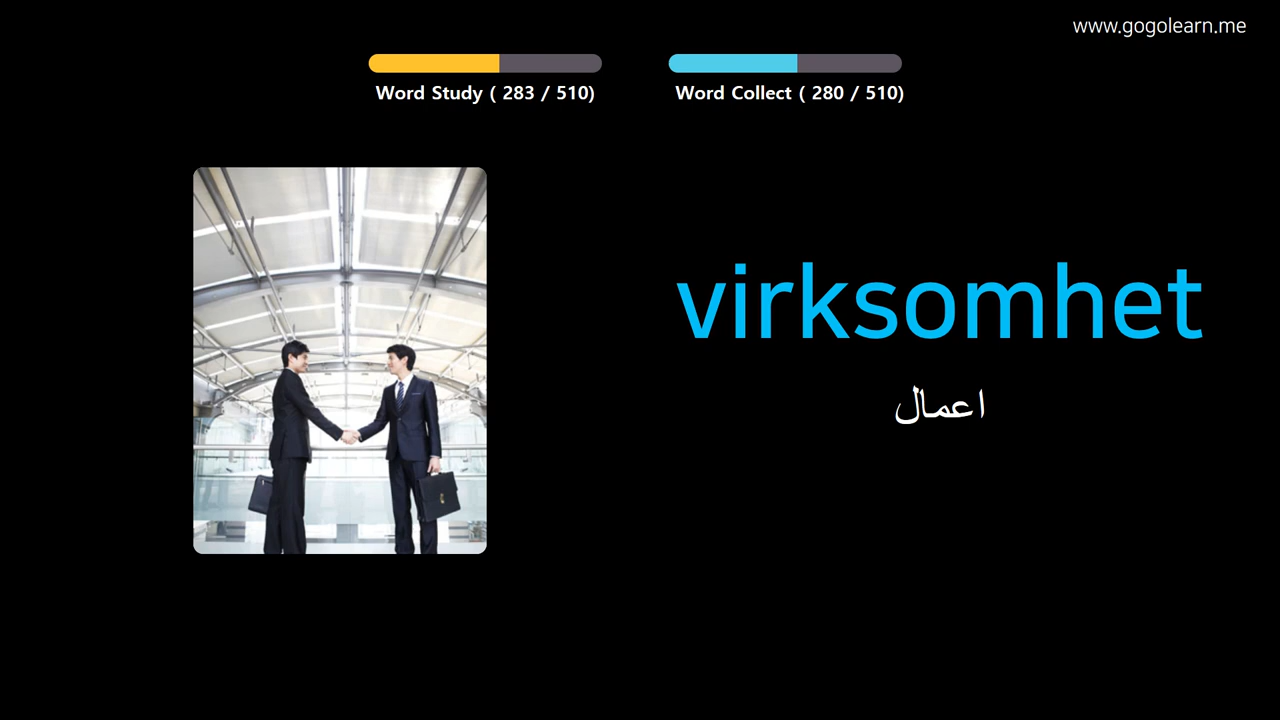 www.gogolearn.me
Word Study ( 283 / 510)
Word Collect ( 280 / 510)
virksomhet
اعمال